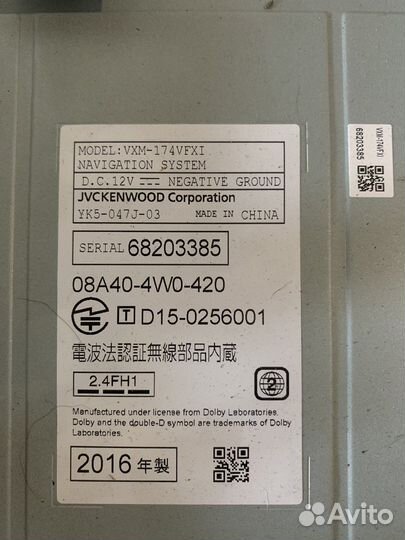 MODEL:VXM-174VFXI
NAVIGATION SYSTEM
D.C.12V NEGATIVE GROUND
JVCKENWOOD Corporation
YK5-047J-03 MADE IN CHINA
SERIAL 68203385
08A40-4W0-420
T D15-0256001
電波法認証無線部品内蔵
2.4FH1
2
Manufactured under license from Dolby Laboratories.
Dolby and the double-D symbol are trademarks of Dolby
Laboratories.
2016 年製
VXM-174VFXI
68203385
Avito